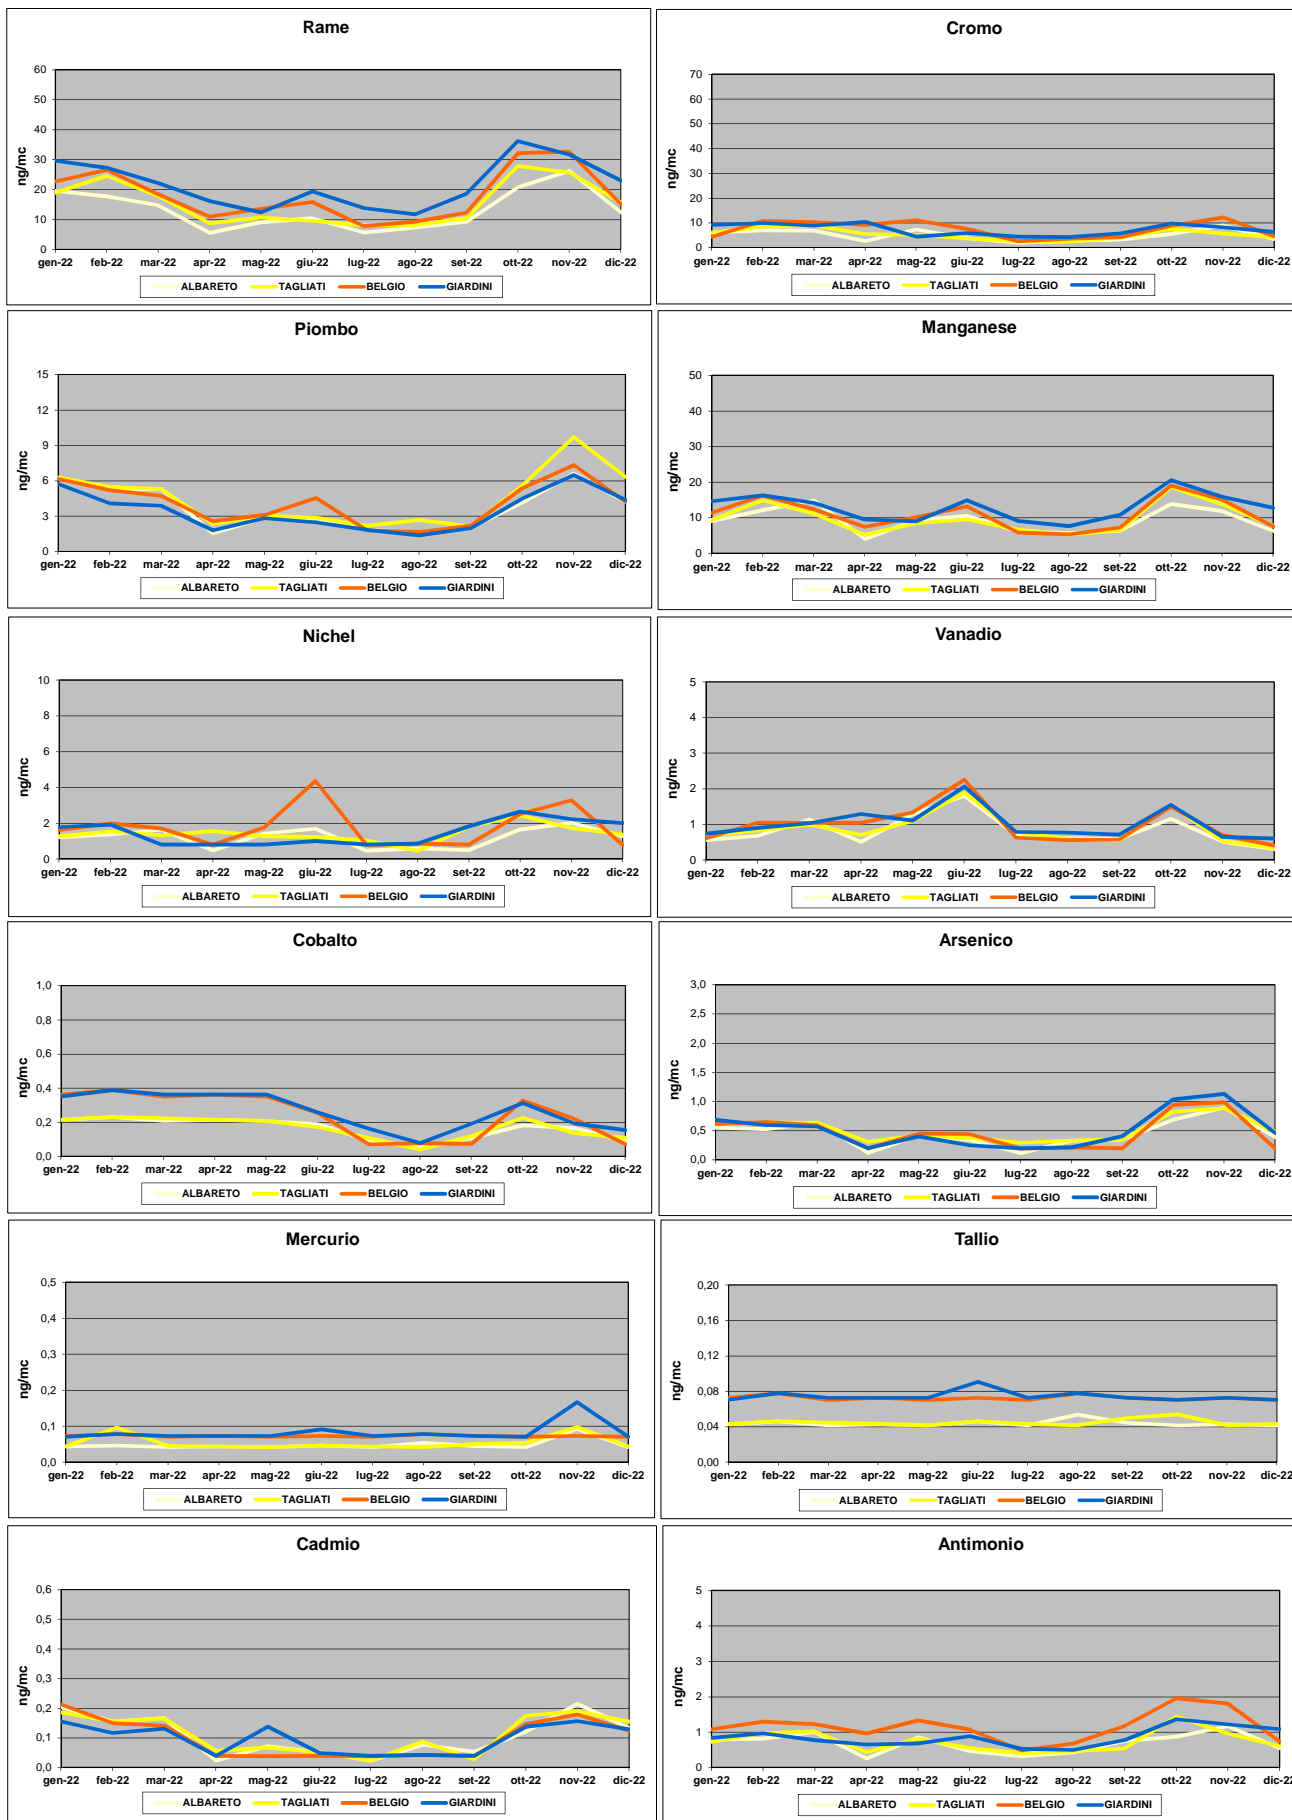 Rame
60
50
40
30
20
10
0
ng/mc
gen-22 feb-22 mar-22 apr-22 mag-22 giu-22 lug-22 ago-22 set-22 ott-22 nov-22 dic-22
ALBARETO TAGLIATI BELGIO GIARDINI
Cromo
70
60
50
40
30
20
10
0
ng/mc
gen-22 feb-22 mar-22 apr-22 mag-22 giu-22 lug-22 ago-22 set-22 ott-22 nov-22 dic-22
ALBARETO TAGLIATI BELGIO GIARDINI
Piombo
15
12
9
6
3
0
ng/mc
gen-22 feb-22 mar-22 apr-22 mag-22 giu-22 lug-22 ago-22 set-22 ott-22 nov-22 dic-22
ALBARETO TAGLIATI BELGIO GIARDINI
Manganese
50
40
30
20
10
0
ng/mc
gen-22 feb-22 mar-22 apr-22 mag-22 giu-22 lug-22 ago-22 set-22 ott-22 nov-22 dic-22
ALBARETO TAGLIATI BELGIO GIARDINI
Nichel
10
8
6
4
2
0
ng/mc
gen-22 feb-22 mar-22 apr-22 mag-22 giu-22 lug-22 ago-22 set-22 ott-22 nov-22 dic-22
ALBARETO TAGLIATI BELGIO GIARDINI
Vanadio
5
4
3
2
1
0
ng/mc
gen-22 feb-22 mar-22 apr-22 mag-22 giu-22 lug-22 ago-22 set-22 ott-22 nov-22 dic-22
ALBARETO TAGLIATI BELGIO GIARDINI
Cobalto
1,0
0,8
0,6
0,4
0,2
0,0
ng/mc
gen-22 feb-22 mar-22 apr-22 mag-22 giu-22 lug-22 ago-22 set-22 ott-22 nov-22 dic-22
ALBARETO TAGLIATI BELGIO GIARDINI
Arsenico
3,0
2,5
2,0
1,5
1,0
0,5
0,0
ng/mc
gen-22 feb-22 mar-22 apr-22 mag-22 giu-22 lug-22 ago-22 set-22 ott-22 nov-22 dic-22
ALBARETO TAGLIATI BELGIO GIARDINI
Mercurio
0,5
0,4
0,3
0,2
0,1
0,0
ng/mc
gen-22 feb-22 mar-22 apr-22 mag-22 giu-22 lug-22 ago-22 set-22 ott-22 nov-22 dic-22
ALBARETO TAGLIATI BELGIO GIARDINI
Tallio
0,20
0,16
0,12
0,08
0,04
0,00
ng/mc
gen-22 feb-22 mar-22 apr-22 mag-22 giu-22 lug-22 ago-22 set-22 ott-22 nov-22 dic-22
ALBARETO TAGLIATI BELGIO GIARDINI
Cadmio
0,6
0,5
0,4
0,3
0,2
0,1
0,0
ng/mc
gen-22 feb-22 mar-22 apr-22 mag-22 giu-22 lug-22 ago-22 set-22 ott-22 nov-22 dic-22
ALBARETO TAGLIATI BELGIO GIARDINI
Antimonio
5
4
3
2
1
0
ng/mc
gen-22 feb-22 mar-22 apr-22 mag-22 giu-22 lug-22 ago-22 set-22 ott-22 nov-22 dic-22
ALBARETO TAGLIATI BELGIO GIARDINI